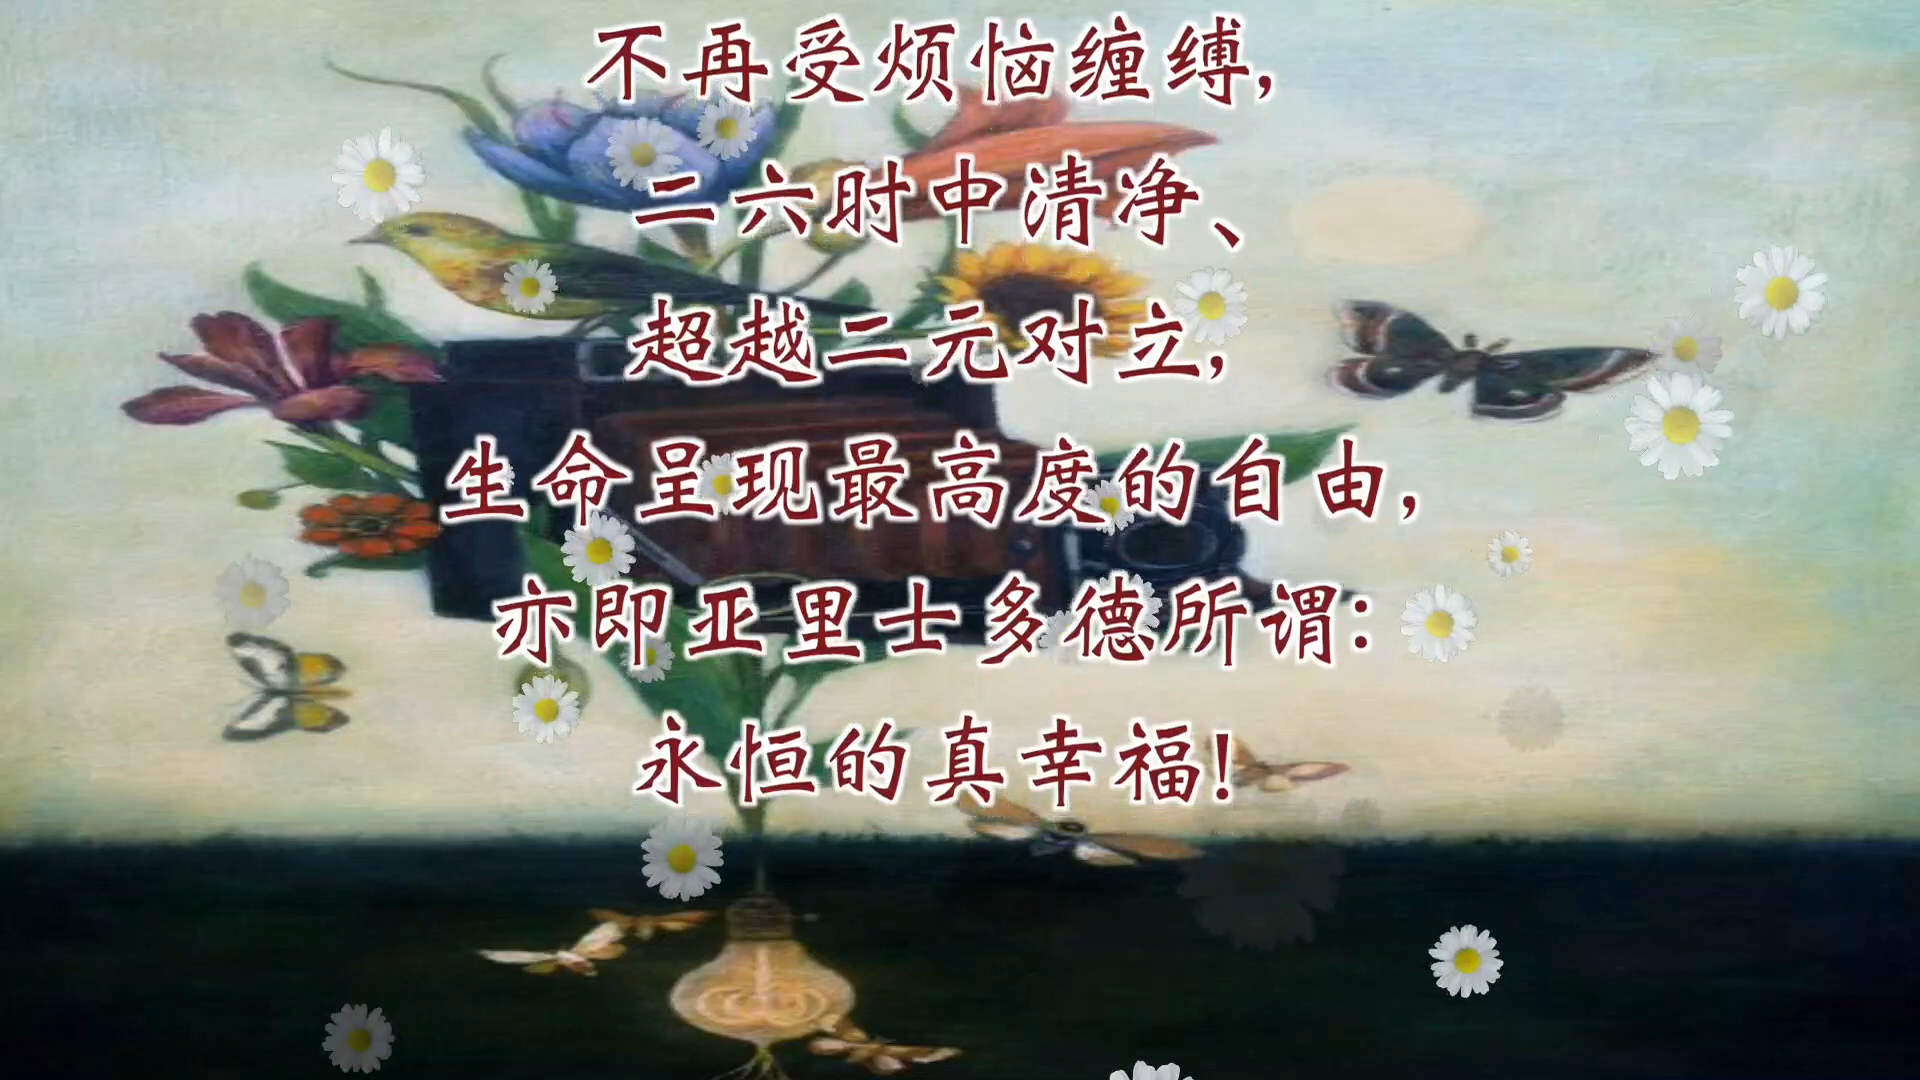 不再受烦恼缠缚，
二六时中清净、
超越二元对立，
生命呈现最高度的自由，
亦即亚里士多德所谓：
永恒的真幸福！